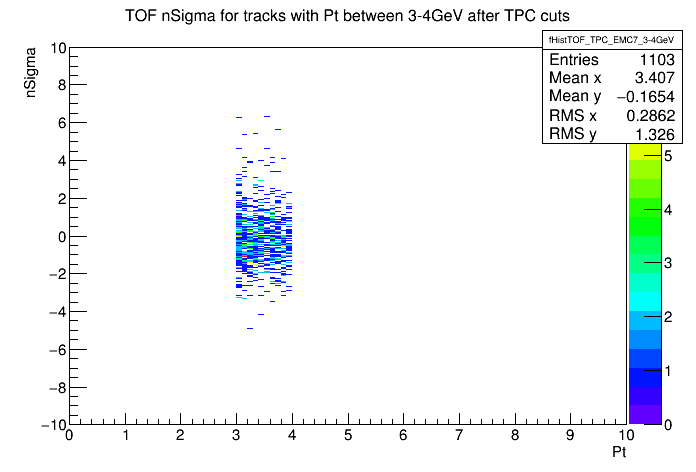 TOF nSigma for tracks with Pt between 3-4GeV after TPC cuts
fHistTOF_TPC_EMC7_3-4GeV
Entries 1103
Mean x 3.407
Mean y −0.1654
RMS x 0.2862
RMS y 1.326
nSigma
10
8
6
4
2
0
−2
−4
−6
−8
−10
0 1 2 3 4 5 6 7 8 9 10
Pt
5
4
3
2
1
0